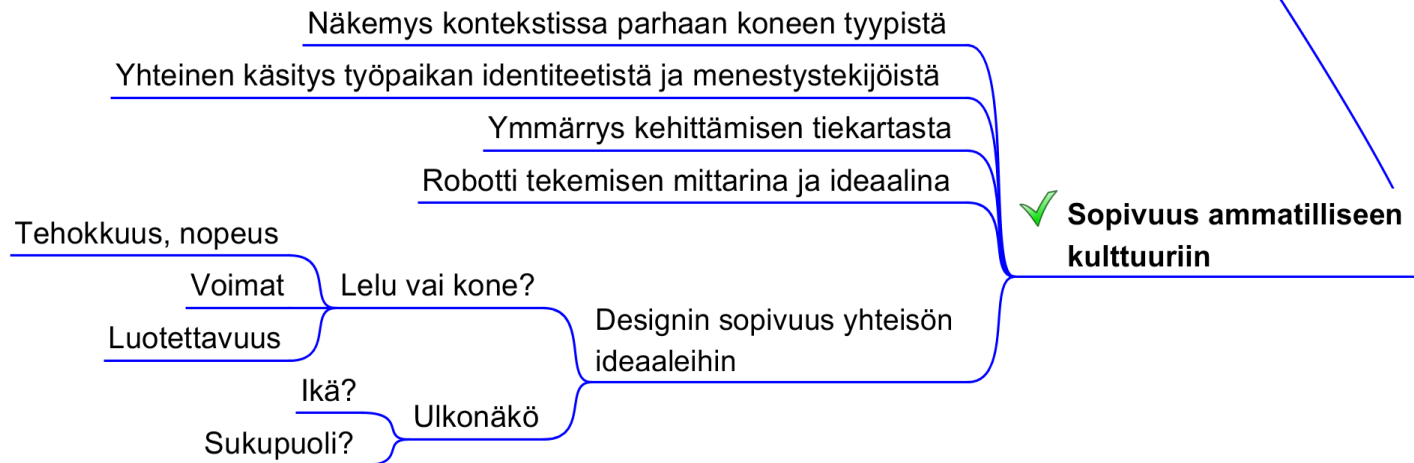 Näkemys kontekstissa parhaan koneen tyypistä
Yhteinen käsitys työpaikan identiteetistä ja menestystekijöistä
Ymmärrys kehittämisen tiekartasta
Robotti tekemisen mittarina ja ideaalina
Sopivuus ammatilliseen
kulttuuriin
Tehokkuus, nopeus
Voimat
Lelu vai kone?
Luotettavuus
Designin sopivuus yhteisön
ideaaleihin
Ikä?
Ulkonäkö
Sukupuoli?